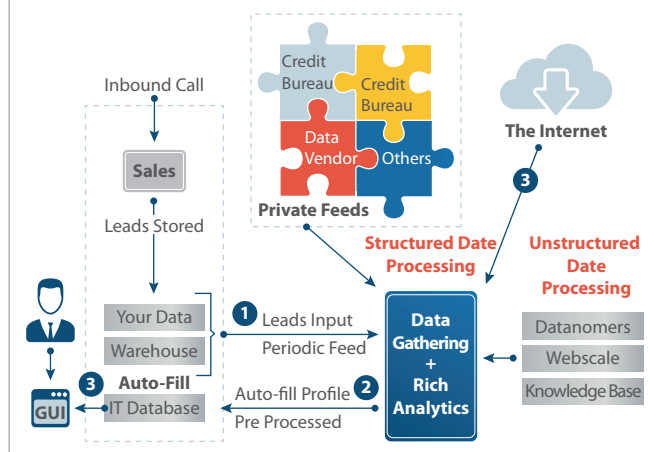 Inbound Call
Sales
Leads Stored
Your Data
Warehouse
Auto-Fill
IT Database
3
GUI
Credit
Bureau
Credit
Bureau
Data
Vendor
Others
Private Feeds
The Internet
3
Structured Date
Processing
Unstructured
Date
Processing
1
Leads Input
Periodic Feed
2
Auto-fill Profile
Pre Processed
Data
Gathering
+
Rich
Analytics
Datanomers
Webscale
Knowledge Base